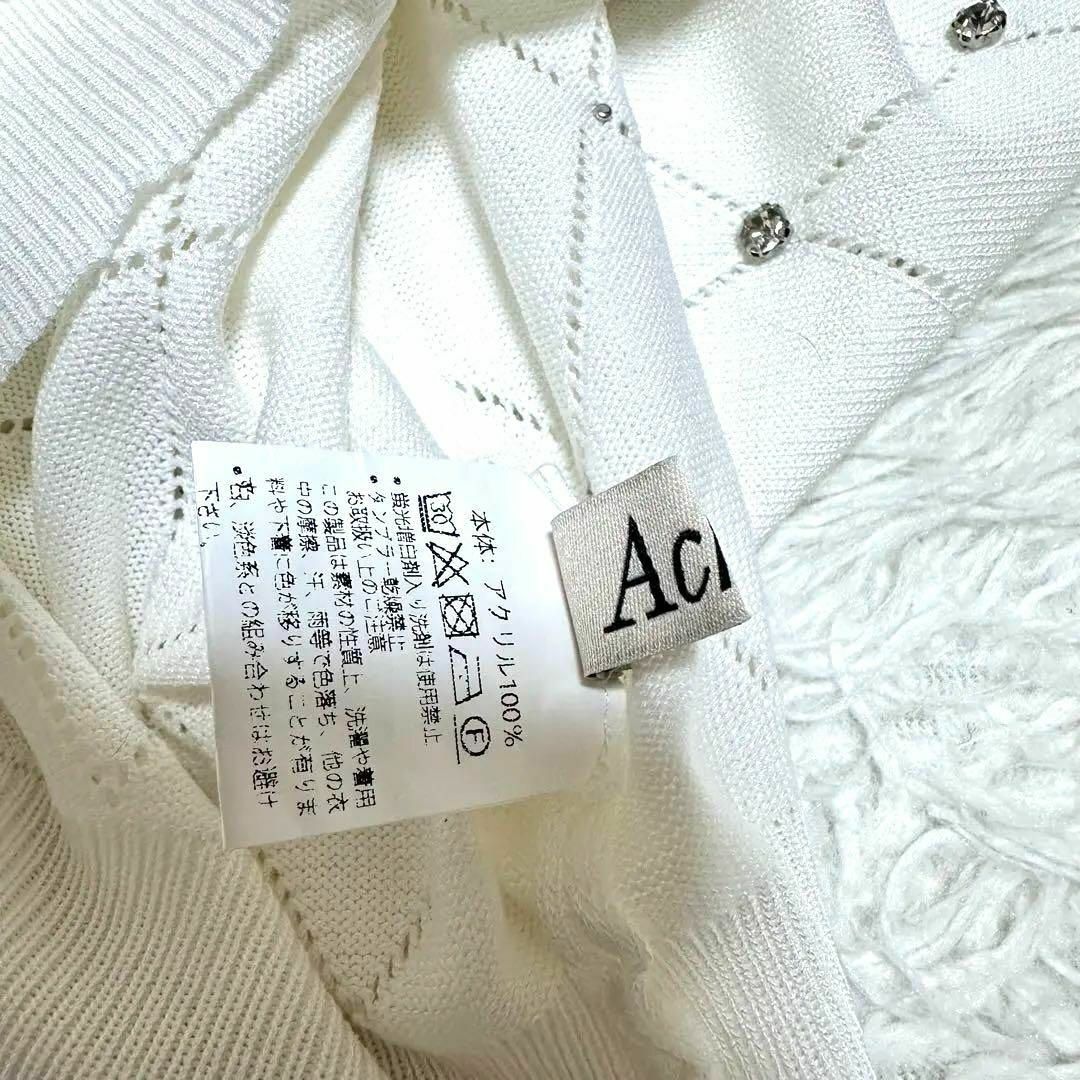 本体: アクリル100%
30
F
• 蛍光増白剤入り洗剤は使用禁止
• タンブラー乾燥禁止
お取扱い上のご注意
この製品は素材の性質上、洗濯や着用
中の摩擦、汗、雨等で色落ち、他の衣
料や下着に色が移りすることが有りま
淡色系との組み合わせはお避け
下さい。
Ac